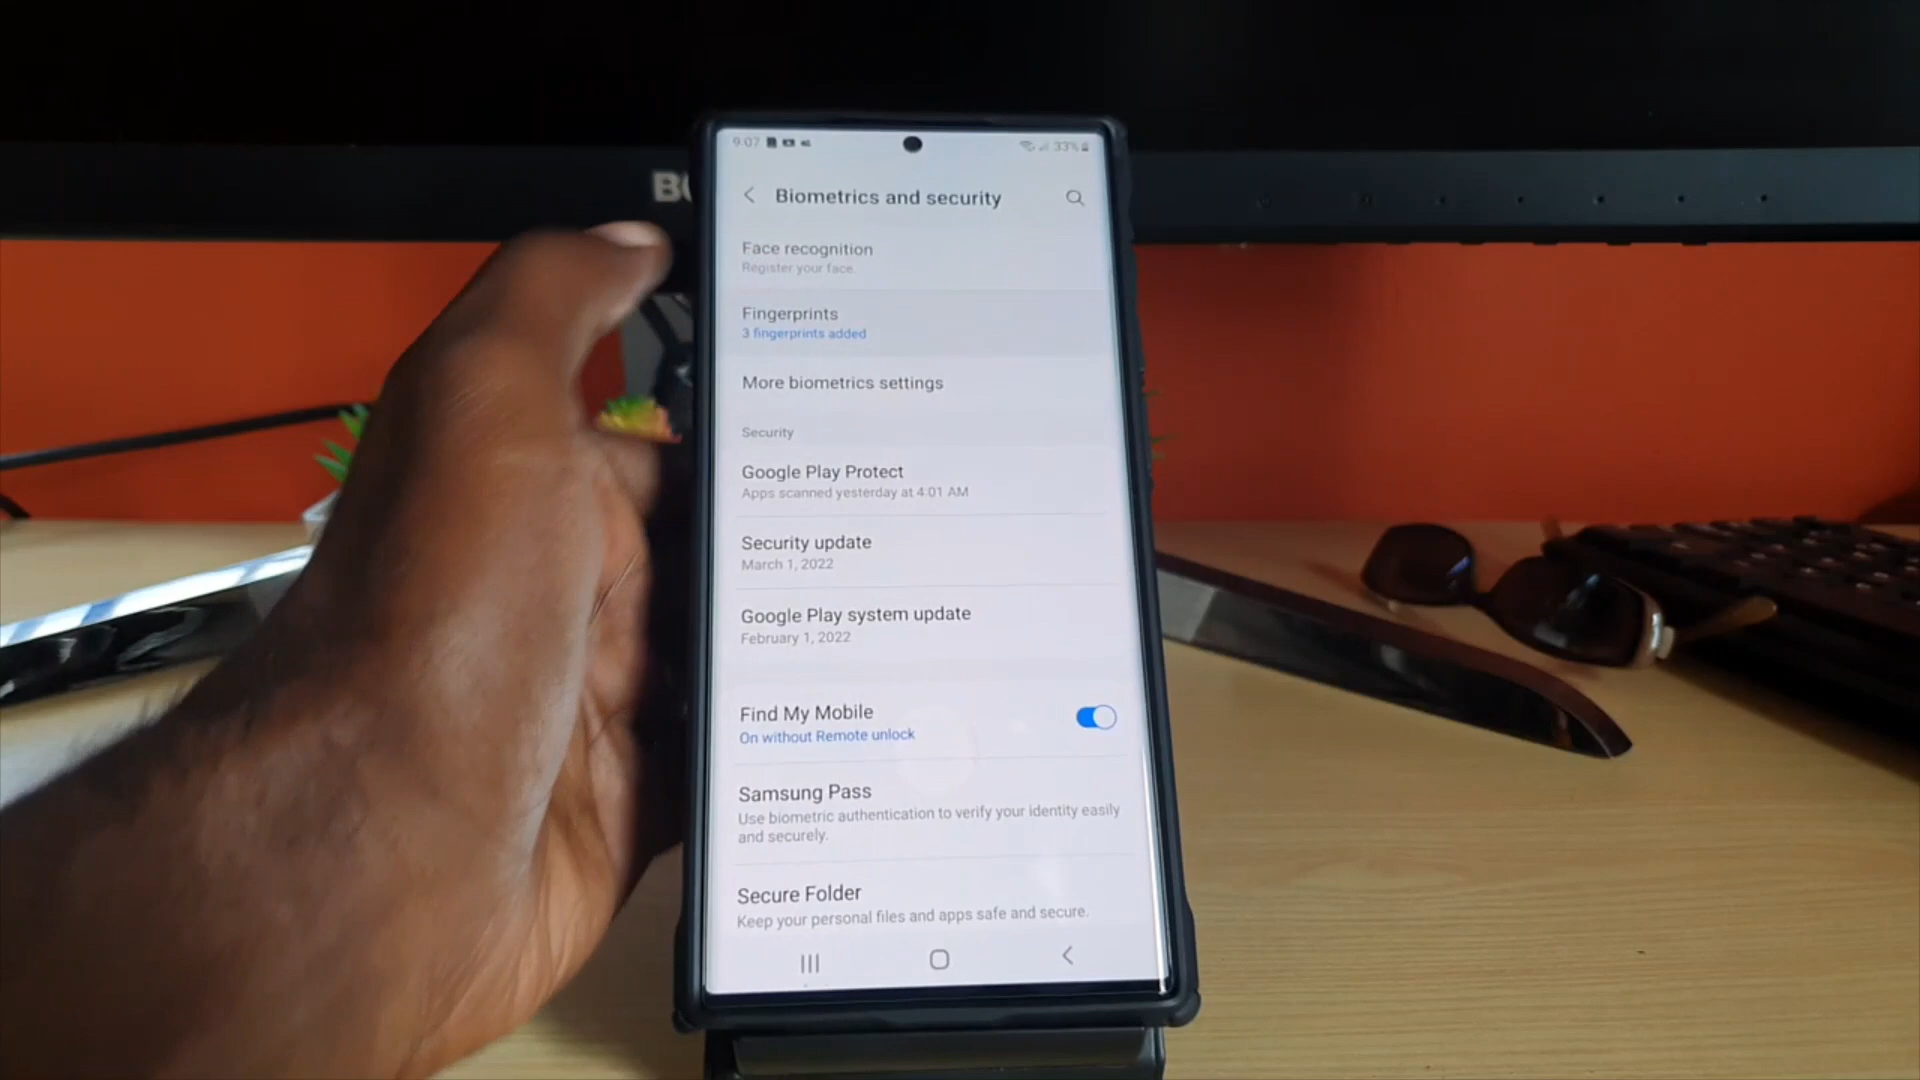 9:07
33%
Biometrics and security
Face recognition
Register your face.
Fingerprints
3 fingerprints added
More biometrics settings
Security
Google Play Protect
Apps scanned yesterday at 4:01 AM
Security update
March 1, 2022
Google Play system update
February 1, 2022
Find My Mobile
On without Remote unlock
Samsung Pass
Use biometric authentication to verify your identity easily
and securely.
Secure Folder
Keep your personal files and apps safe and secure.